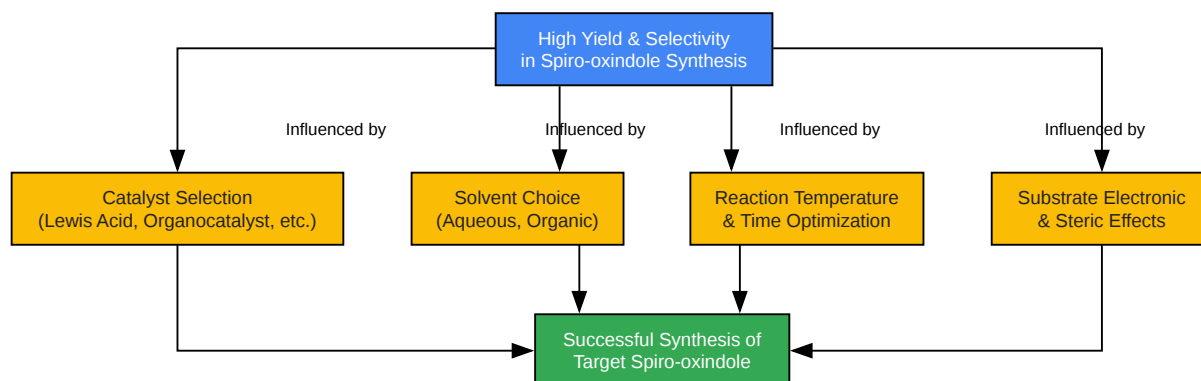 High Yield & Selectivity
in Spiro-oxindole Synthesis
Influenced by
Influenced by
Influenced by
Influenced by
Catalyst Selection
(Lewis Acid, Organocatalyst, etc.)
Solvent Choice
(Aqueous, Organic)
Reaction Temperature
& Time Optimization
Substrate Electronic
& Steric Effects
Successful Synthesis of
Target Spiro-oxindole